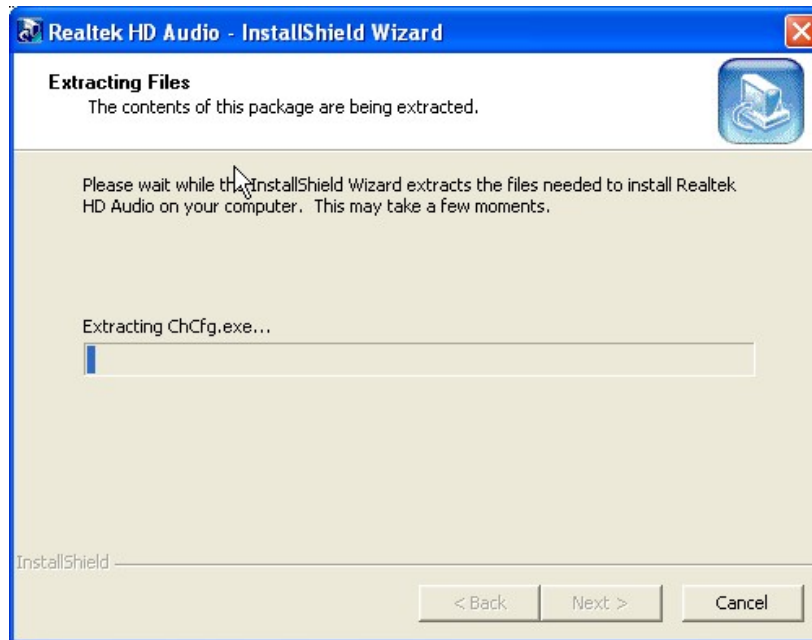 Realtek HD Audio - InstallShield Wizard
Extracting Files
The contents of this package are being extracted.
Please wait while the InstallShield Wizard extracts the files needed to install Realtek
HD Audio on your computer. This may take a few moments.
Extracting ChCfg.exe...
InstallShield
< Back
Next >
Cancel